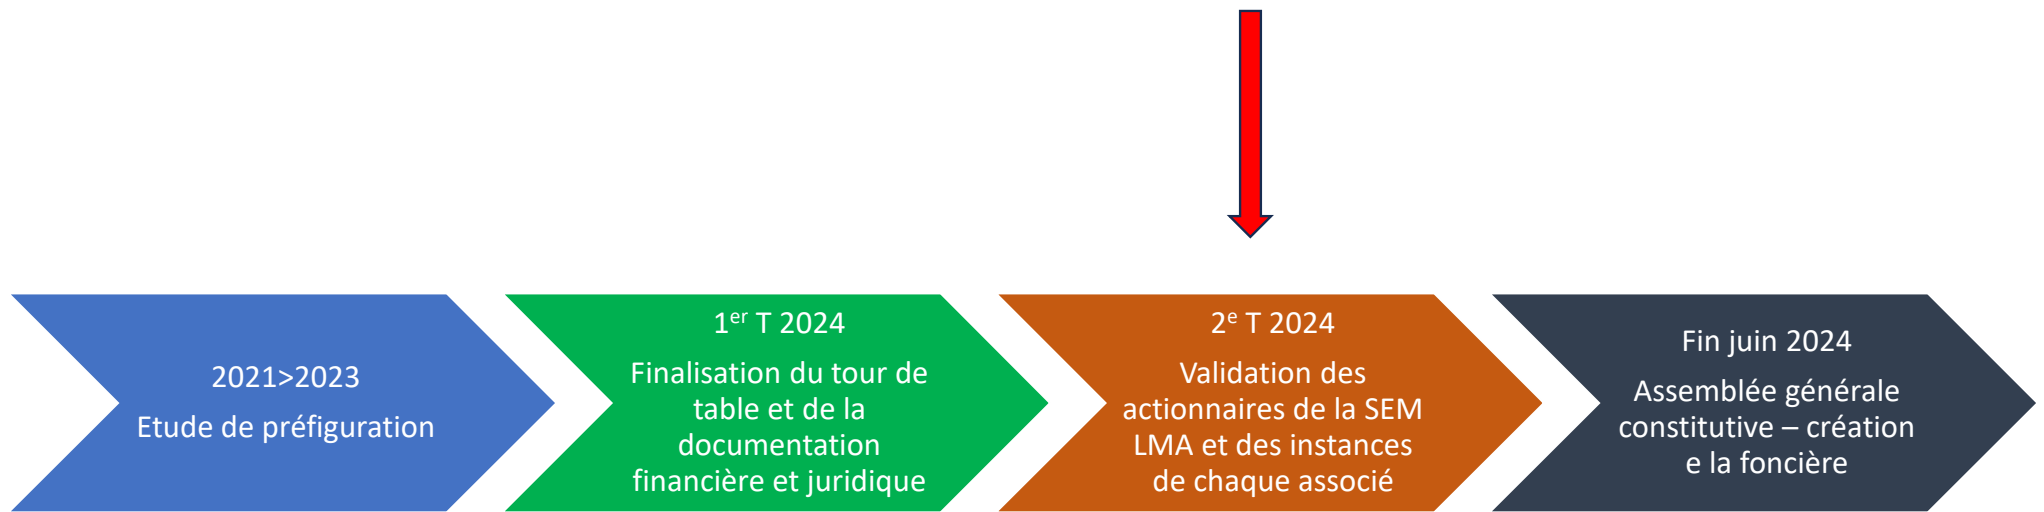 2021>2023
Etude de préfiguration
1er T 2024
Finalisation du tour de
table et de la
documentation
financière et juridique
2e T 2024
Validation des
actionnaires de la SEM
LMA et des instances
de chaque associé
Fin juin 2024
Assemblée générale
constitutive – création
e la foncière